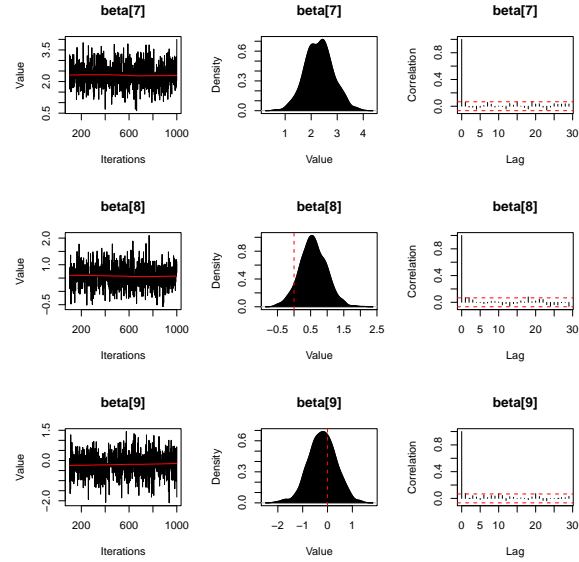 beta[7] beta[7] beta[7]
Value 0.5 2.0 3.5
Density 0.0 0.2 0.6
Correlation 0.0 0.4 0.8
200 600 1000
1 2 3 4
0 5 10 20 30
Iterations Value Lag
beta[8] beta[8] beta[8]
Value −0.5 1.0 2.0
Density 0.0 0.4 0.8
Correlation 0.0 0.4 0.8
200 600 1000
−0.5 0.5 1.5 2.5
0 5 10 20 30
Iterations Value Lag
beta[9] beta[9] beta[9]
Value −2.0 0.0 1.5
Density 0.0 0.2 0.6
Correlation 0.0 0.4 0.8
200 600 1000
−2 −1 0 1
0 5 10 20 30
Iterations Value Lag